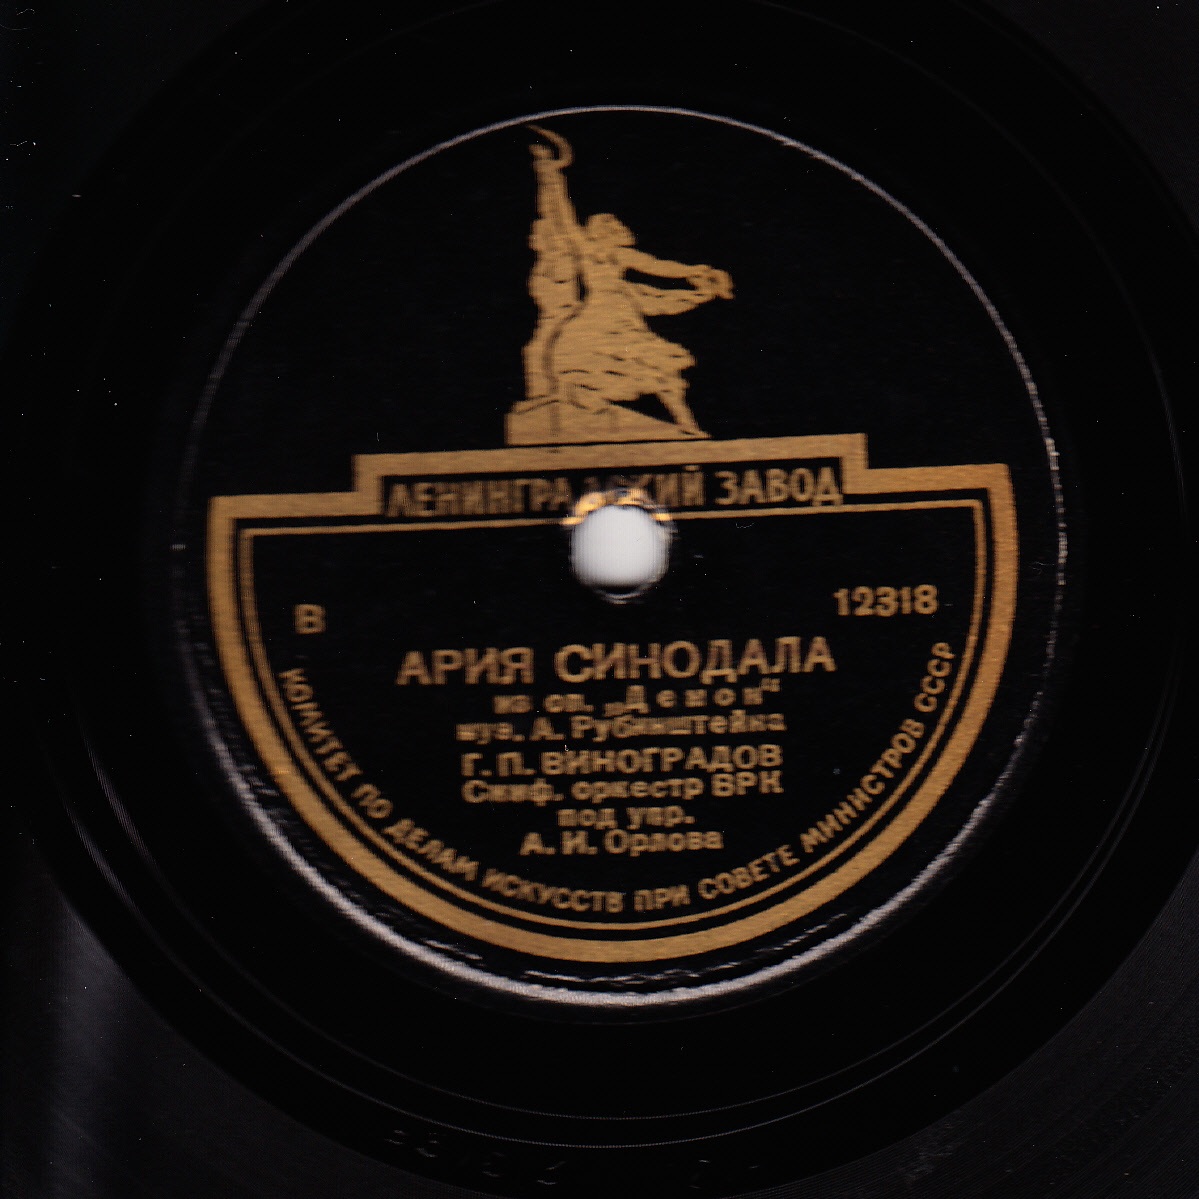 ЛЕНИНГРАДСКИЙ ЗАВОД
В
12318
АРИЯ СИНОДАЛА
из оп. „Демон“
муз. А. Рубинштейна
Г. П. ВИНОГРАДОВ
Симф. оркестр ВРК
под упр.
А. И. Орлова
КОМИТЕТ ПО ДЕЛАМ ИСКУССТВ ПРИ СОВЕТЕ МИНИСТРОВ СССР